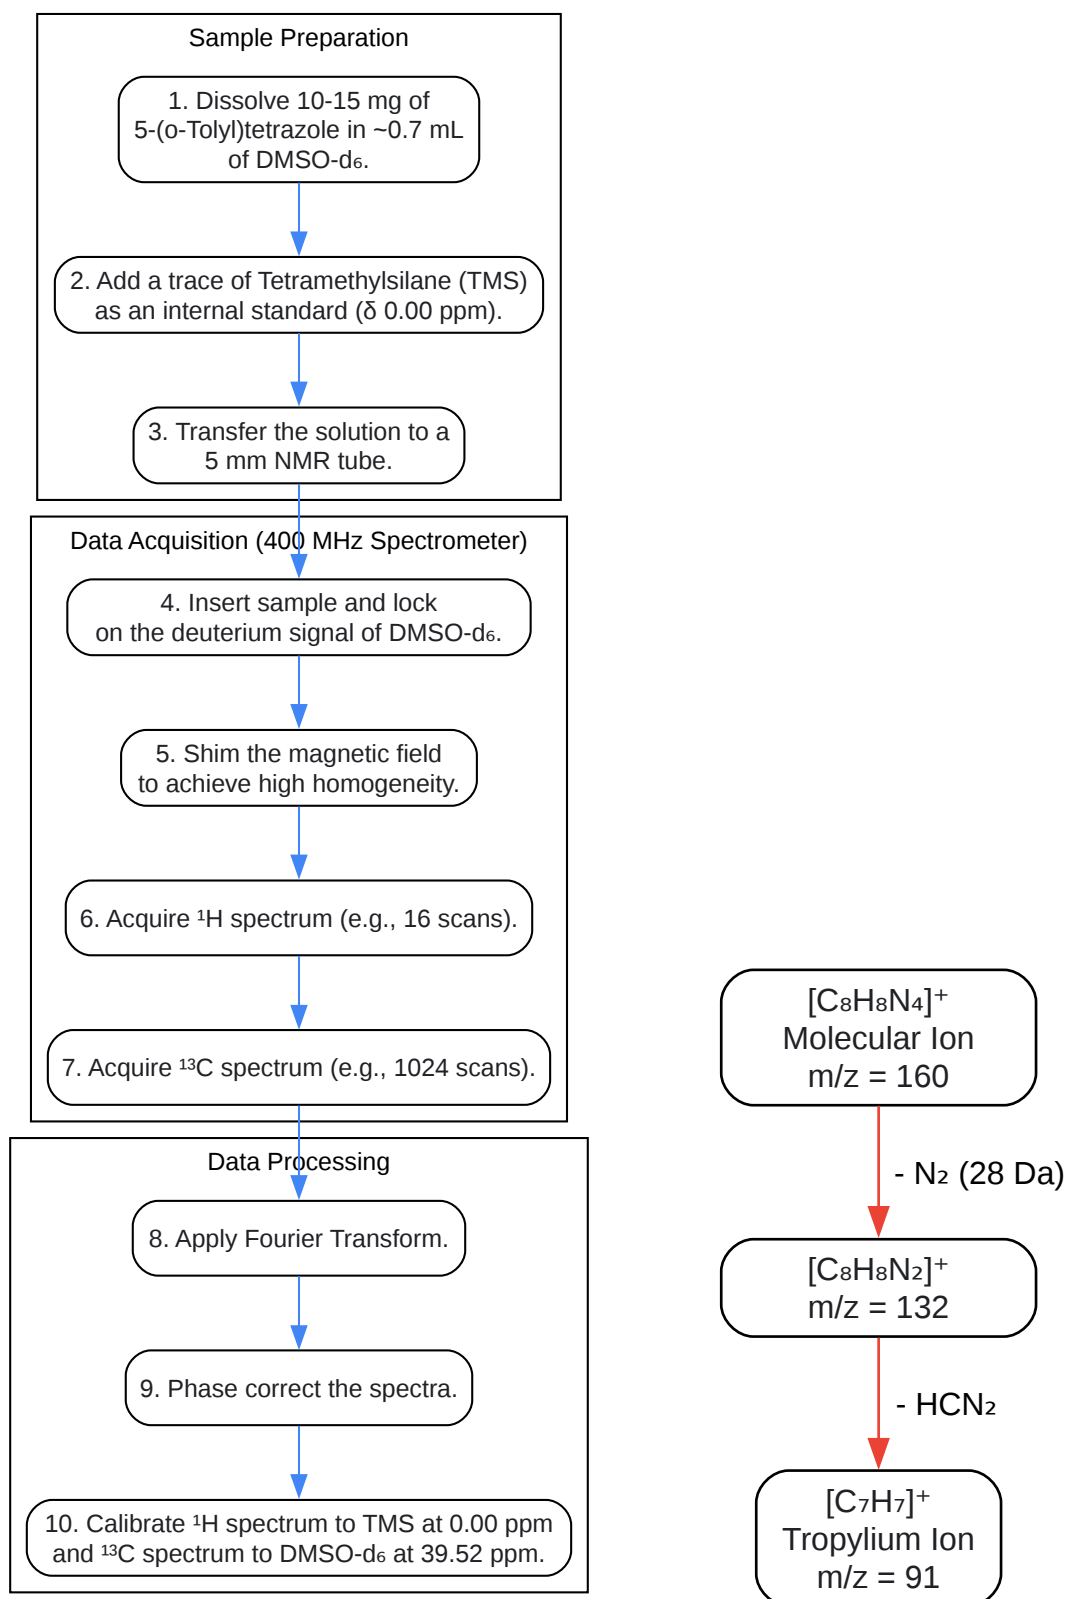 Sample Preparation
1. Dissolve 10-15 mg of
5-(o-Tolyl)tetrazole in ~0.7 mL
of DMSO-d₆.
2. Add a trace of Tetramethylsilane (TMS)
as an internal standard (δ 0.00 ppm).
3. Transfer the solution to a
5 mm NMR tube.
Data Acquisition (400 MHz Spectrometer)
4. Insert sample and lock
on the deuterium signal of DMSO-d₆.
5. Shim the magnetic field
to achieve high homogeneity.
6. Acquire ¹H spectrum (e.g., 16 scans).
7. Acquire ¹³C spectrum (e.g., 1024 scans).
Data Processing
8. Apply Fourier Transform.
9. Phase correct the spectra.
10. Calibrate ¹H spectrum to TMS at 0.00 ppm
and ¹³C spectrum to DMSO-d₆ at 39.52 ppm.
[C₈H₈N₄]⁺
Molecular Ion
m/z = 160
- N₂ (28 Da)
[C₈H₈N₂]⁺
m/z = 132
- HCN₂
[C₇H₇]⁺
Tropylium Ion
m/z = 91